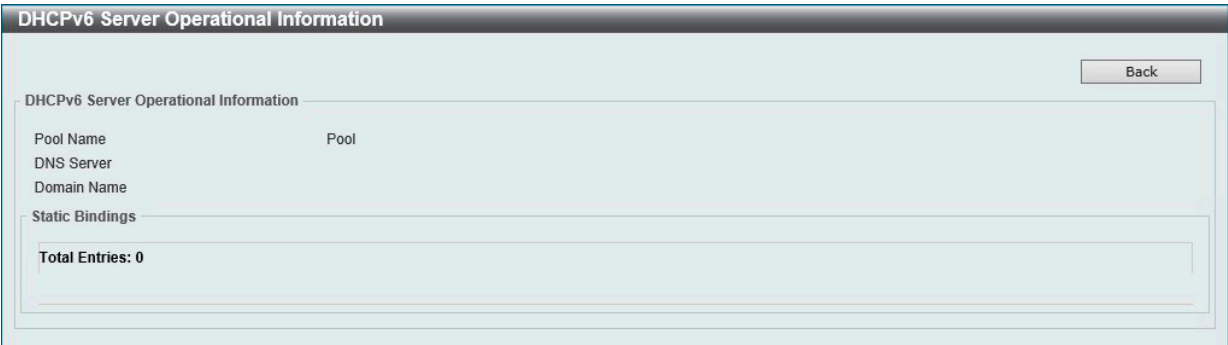 DHCPv6 Server Operational Information
Back
DHCPv6 Server Operational Information
Pool Name Pool
DNS Server
Domain Name
Static Bindings
Total Entries: 0